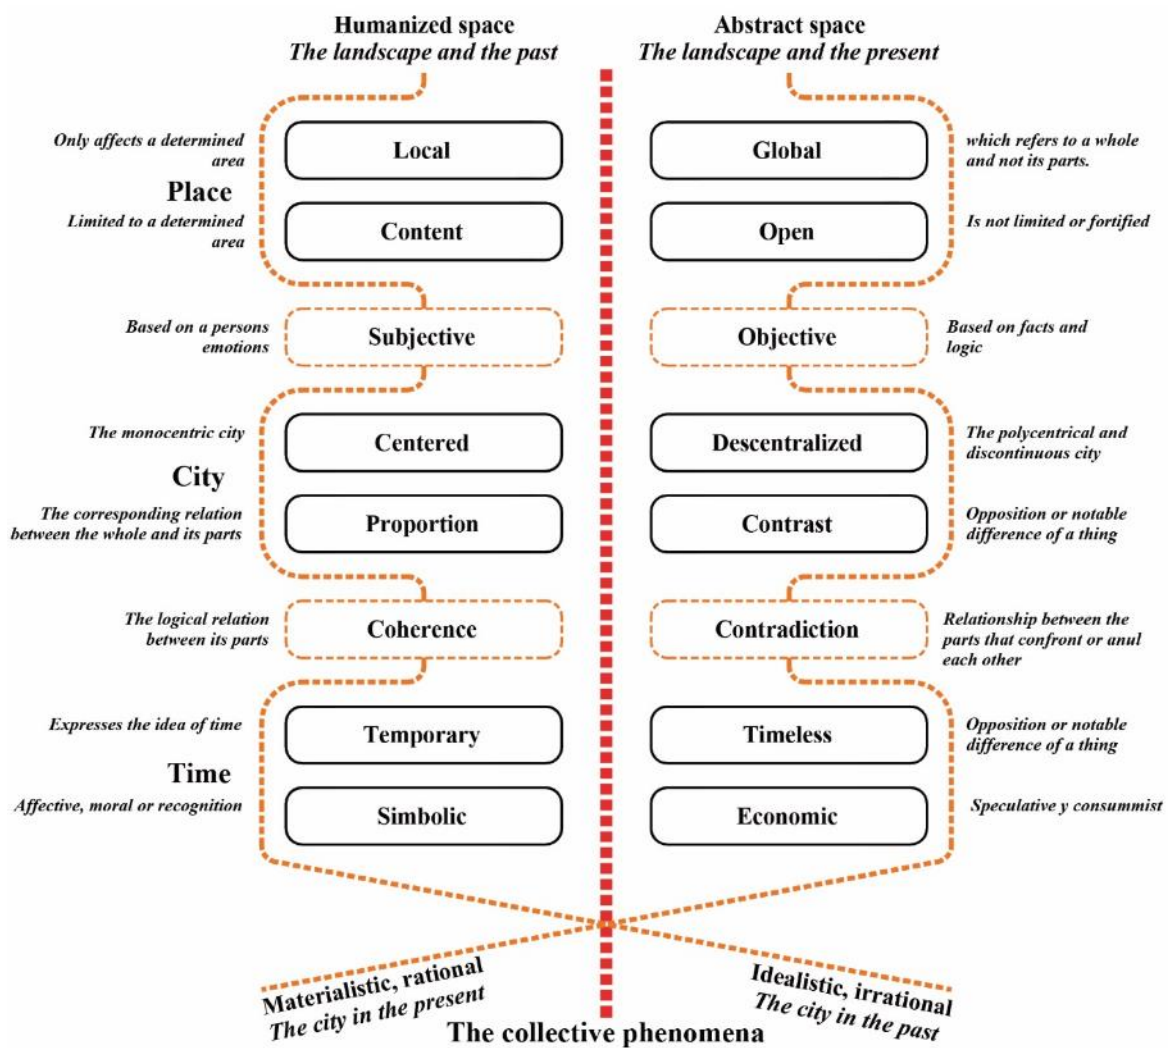 Humanized space
The landscape and the past
Abstract space
The landscape and the present
Only affects a determined
area
Local
Global
which refers to a whole
and not its parts.
Place
Limited to a determined
area
Content
Open
Is not limited or fortified
Based on a persons
emotions
Subjective
Objective
Based on facts and
logic
The monocentric city
Centered
Descentralized
The polycentrical and
discontinuous city
City
The corresponding relation
between the whole and its parts
Proportion
Contrast
Opposition or notable
difference of a thing
The logical relation
between its parts
Coherence
Contradiction
Relationship between the
parts that confront or anul
each other
Expresses the idea of time
Temporary
Timeless
Opposition or notable
difference of a thing
Time
Affective, moral or recognition
Simbolic
Economic
Speculative y consummist
Materialistic, rational
The city in the present
Idealistic, irrational
The city in the past
The collective phenomena